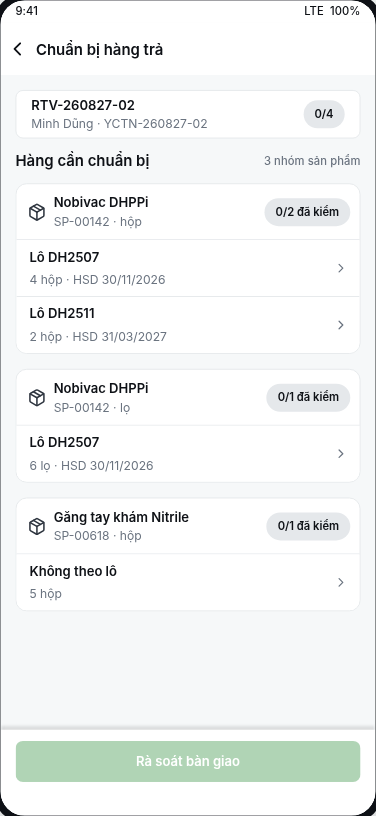 9:41
LTE 100%
Chuẩn bị hàng trả
RTV-260827-02
Minh Dũng · YCTN-260827-02
0/4
Hàng cần chuẩn bị
3 nhóm sản phẩm
Nobivac DHPPi
SP-00142 · hộp
0/2 đã kiểm
Lô DH2507
4 hộp · HSD 30/11/2026
Lô DH2511
2 hộp · HSD 31/03/2027
Nobivac DHPPi
SP-00142 · lọ
0/1 đã kiểm
Lô DH2507
6 lọ · HSD 30/11/2026
Găng tay khám Nitrile
SP-00618 · hộp
0/1 đã kiểm
Không theo lô
5 hộp
Rà soát bàn giao